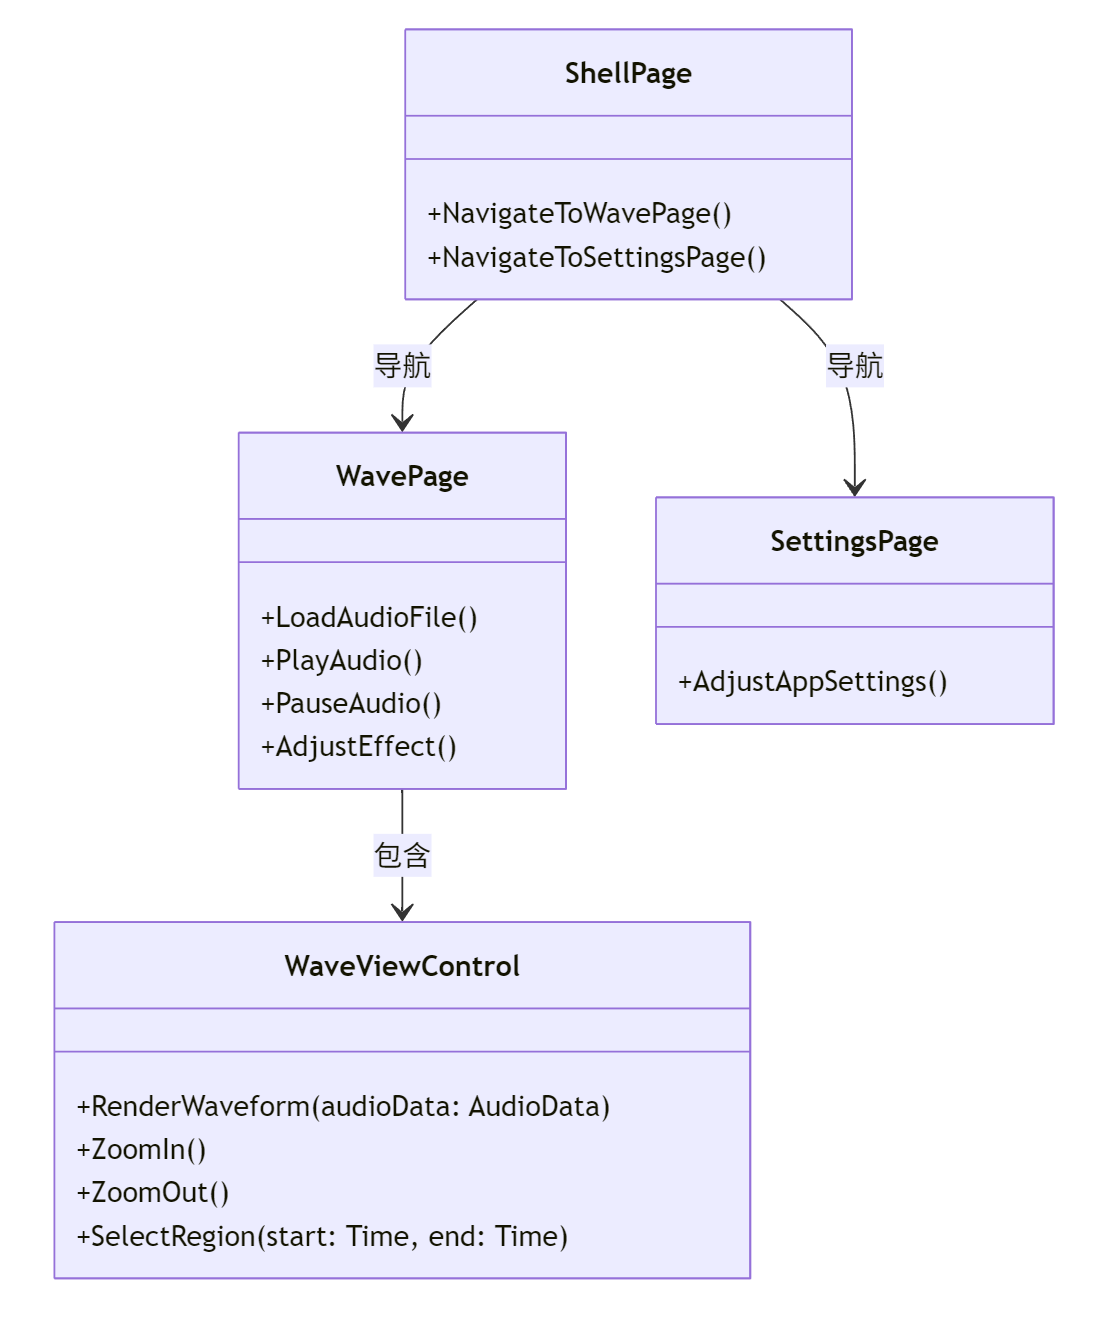 ShellPage
+NavigateToWavePage()
+NavigateToSettingsPage()
导航
导航
WavePage
+LoadAudioFile()
+PlayAudio()
+PauseAudio()
+AdjustEffect()
SettingsPage
+AdjustAppSettings()
包含
WaveViewControl
+RenderWaveform(audioData: AudioData)
+ZoomIn()
+ZoomOut()
+SelectRegion(start: Time, end: Time)